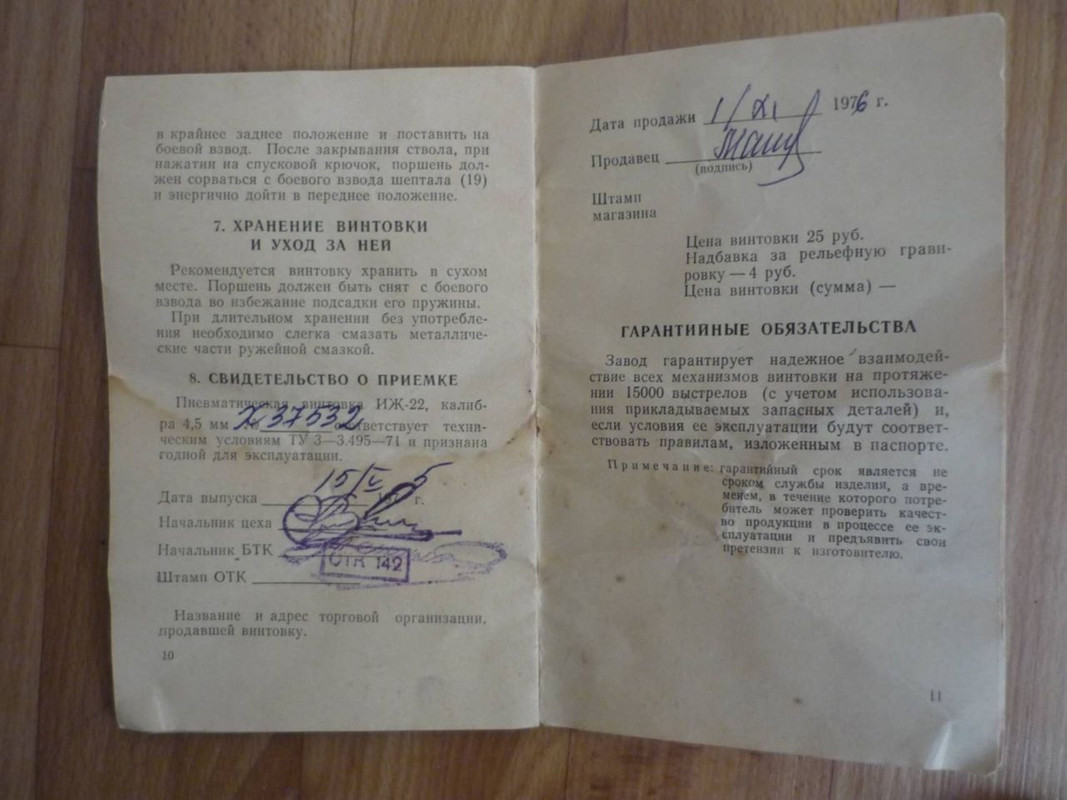 в крайнее заднее положение и поставить на
боевой взвод. После закрывания ствола, при
нажатии на спусковой крючок, поршень дол-
жен сорваться с боевого взвода шептала (19)
и энергично дойти в переднее положение.
7. ХРАНЕНИЕ ВИНТОВКИ
И УХОД ЗА НЕЙ
Рекомендуется винтовку хранить в сухом
месте. Поршень должен быть снят с боевого
взвода во избежание подсадки его пружины.
При длительном хранении без употребле-
ния необходимо слегка смазать металличе-
ские части ружейной смазкой.
8. СВИДЕТЕЛЬСТВО О ПРИЕМКЕ
Пневматическая винтовка ИЖ-22, калиб-
ра 4,5 мм Х37532 соответствует техни-
ческим условиям ТУ 3—3.495—71 и признана
годной для эксплуатации.
Дата выпуска 15/V 5 г.
Начальник цеха
Начальник БТК
ОТК 142
Штамп ОТК
Название и адрес торговой организации,
продавшей винтовку.
10
Дата продажи 1/XI 1976 г.
Продавец
(подпись)
Штамп
магазина
Цена винтовки 25 руб.
Надбавка за рельефную грави-
ровку — 4 руб.
Цена винтовки (сумма) —
ГАРАНТИЙНЫЕ ОБЯЗАТЕЛЬСТВА
Завод гарантирует надежное взаимодей-
ствие всех механизмов винтовки на протяже-
нии 15000 выстрелов (с учетом использова-
ния прикладываемых запасных деталей) и,
если условия ее эксплуатации будут соответ-
ствовать правилам, изложенным в паспорте.
Примечание: гарантийный срок является не
сроком службы изделия, а вре-
менем, в течение которого потре-
битель может проверить качест-
во продукции в процессе ее эк-
сплуатации и предъявить свои
претензии к изготовителю.
11